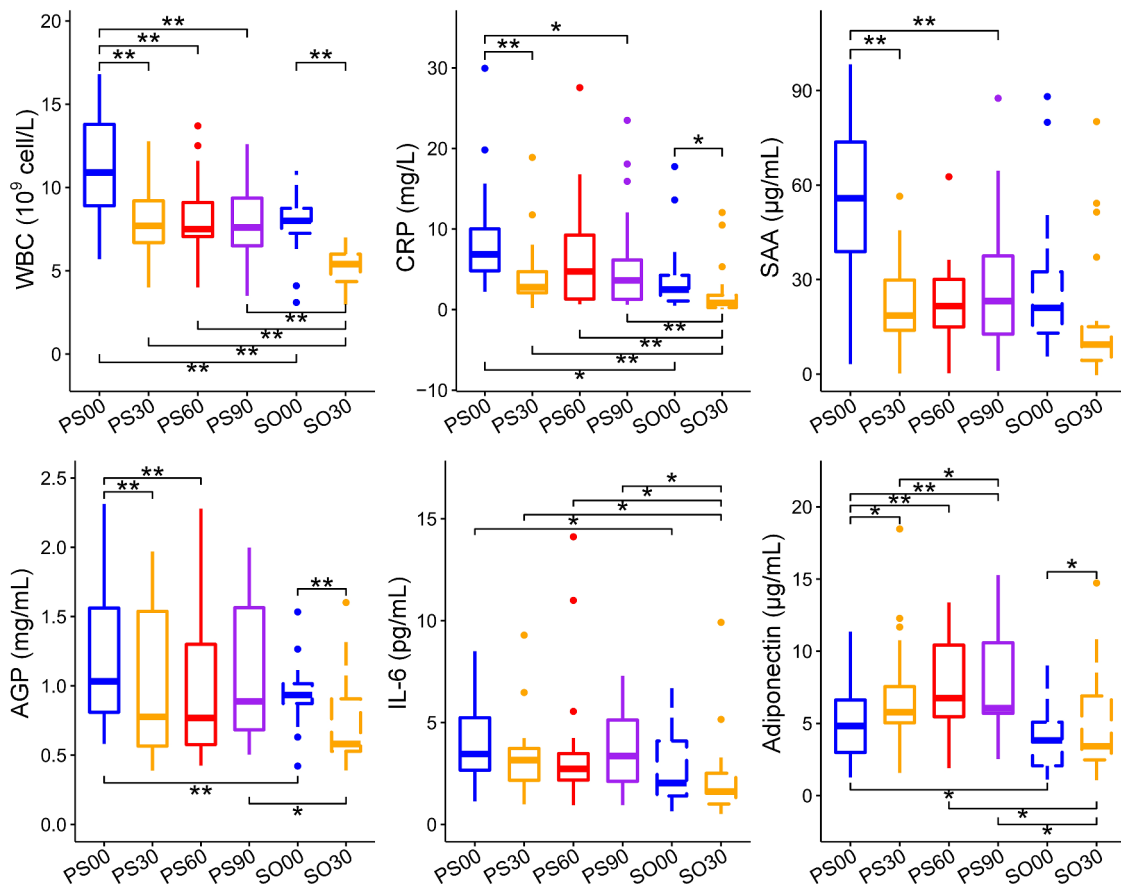 WBC (10⁹ cell/L)
20
15
10
5
0
** ** ** **
** ** ** **
PS00 PS30 PS60 PS90 SO00 SO30
CRP (mg/L)
30
20
10
0
−10
* ** *
** ** ** *
PS00 PS30 PS60 PS90 SO00 SO30
SAA (µg/mL)
90
60
30
0
** **
PS00 PS30 PS60 PS90 SO00 SO30
AGP (mg/mL)
2.5
2.0
1.5
1.0
0.5
0.0
** ** **
** *
PS00 PS30 PS60 PS90 SO00 SO30
IL-6 (pg/mL)
15
10
5
0
* * * *
PS00 PS30 PS60 PS90 SO00 SO30
Adiponectin (µg/mL)
20
15
10
5
0
* ** ** * *
* * *
PS00 PS30 PS60 PS90 SO00 SO30